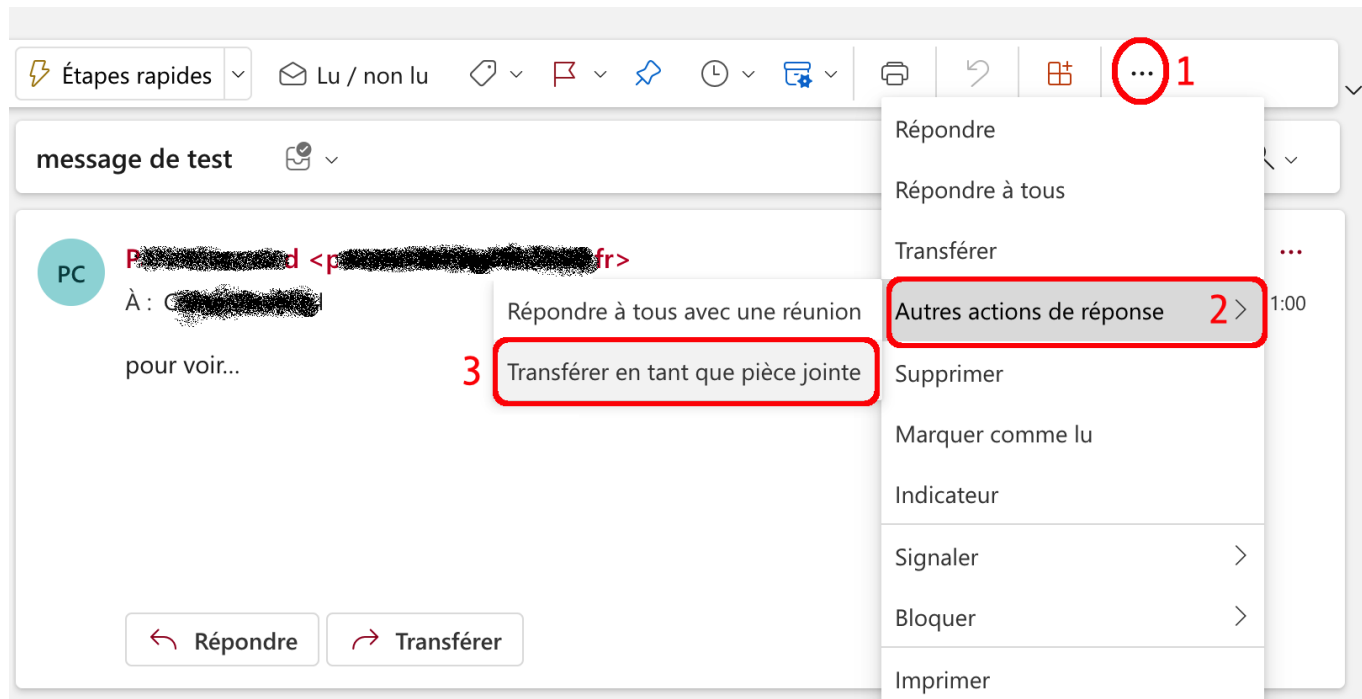 Étapes rapides
Lu / non lu
1
message de test
Répondre
Répondre à tous
Transférer
PC
P d <p fr>
À :
Répondre à tous avec une réunion
Autres actions de réponse 2
1:00
pour voir...
3 Transférer en tant que pièce jointe
Supprimer
Marquer comme lu
Indicateur
Signaler
Bloquer
Répondre
Transférer
Imprimer